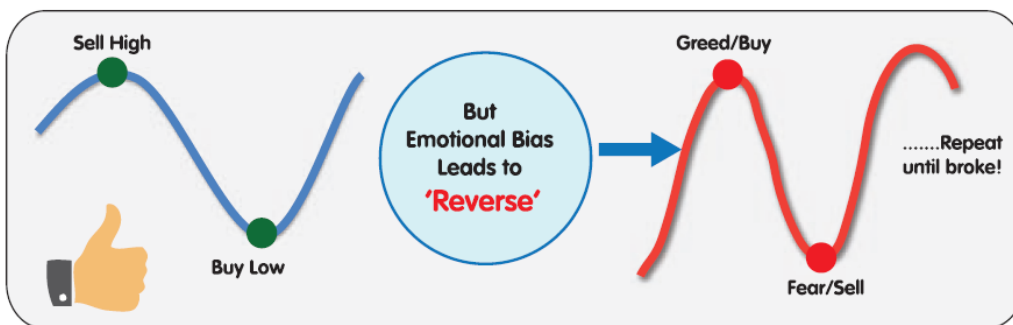 Sell High
Buy Low
But
Emotional Bias
Leads to
‘Reverse’
Greed/Buy
Fear/Sell
.......Repeat
until broke!